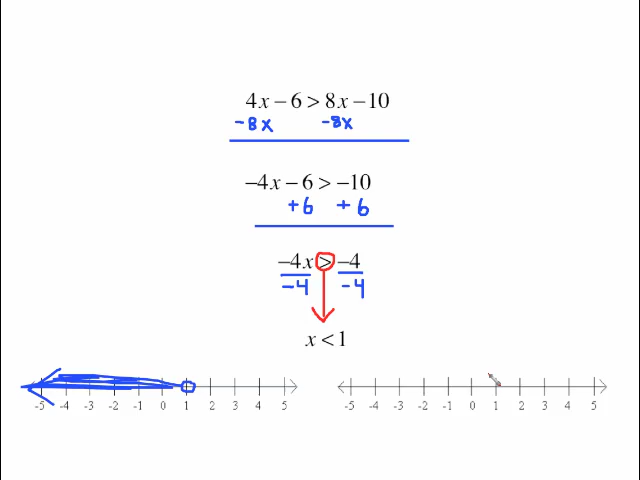 4x − 6 > 8x − 10
−8x −8x
−4x − 6 > −10
+6 +6
−4x > −4
−4 −4
x < 1
-5 -4 -3 -2 -1 0 1 2 3 4 5 -5 -4 -3 -2 -1 0 1 2 3 4 5